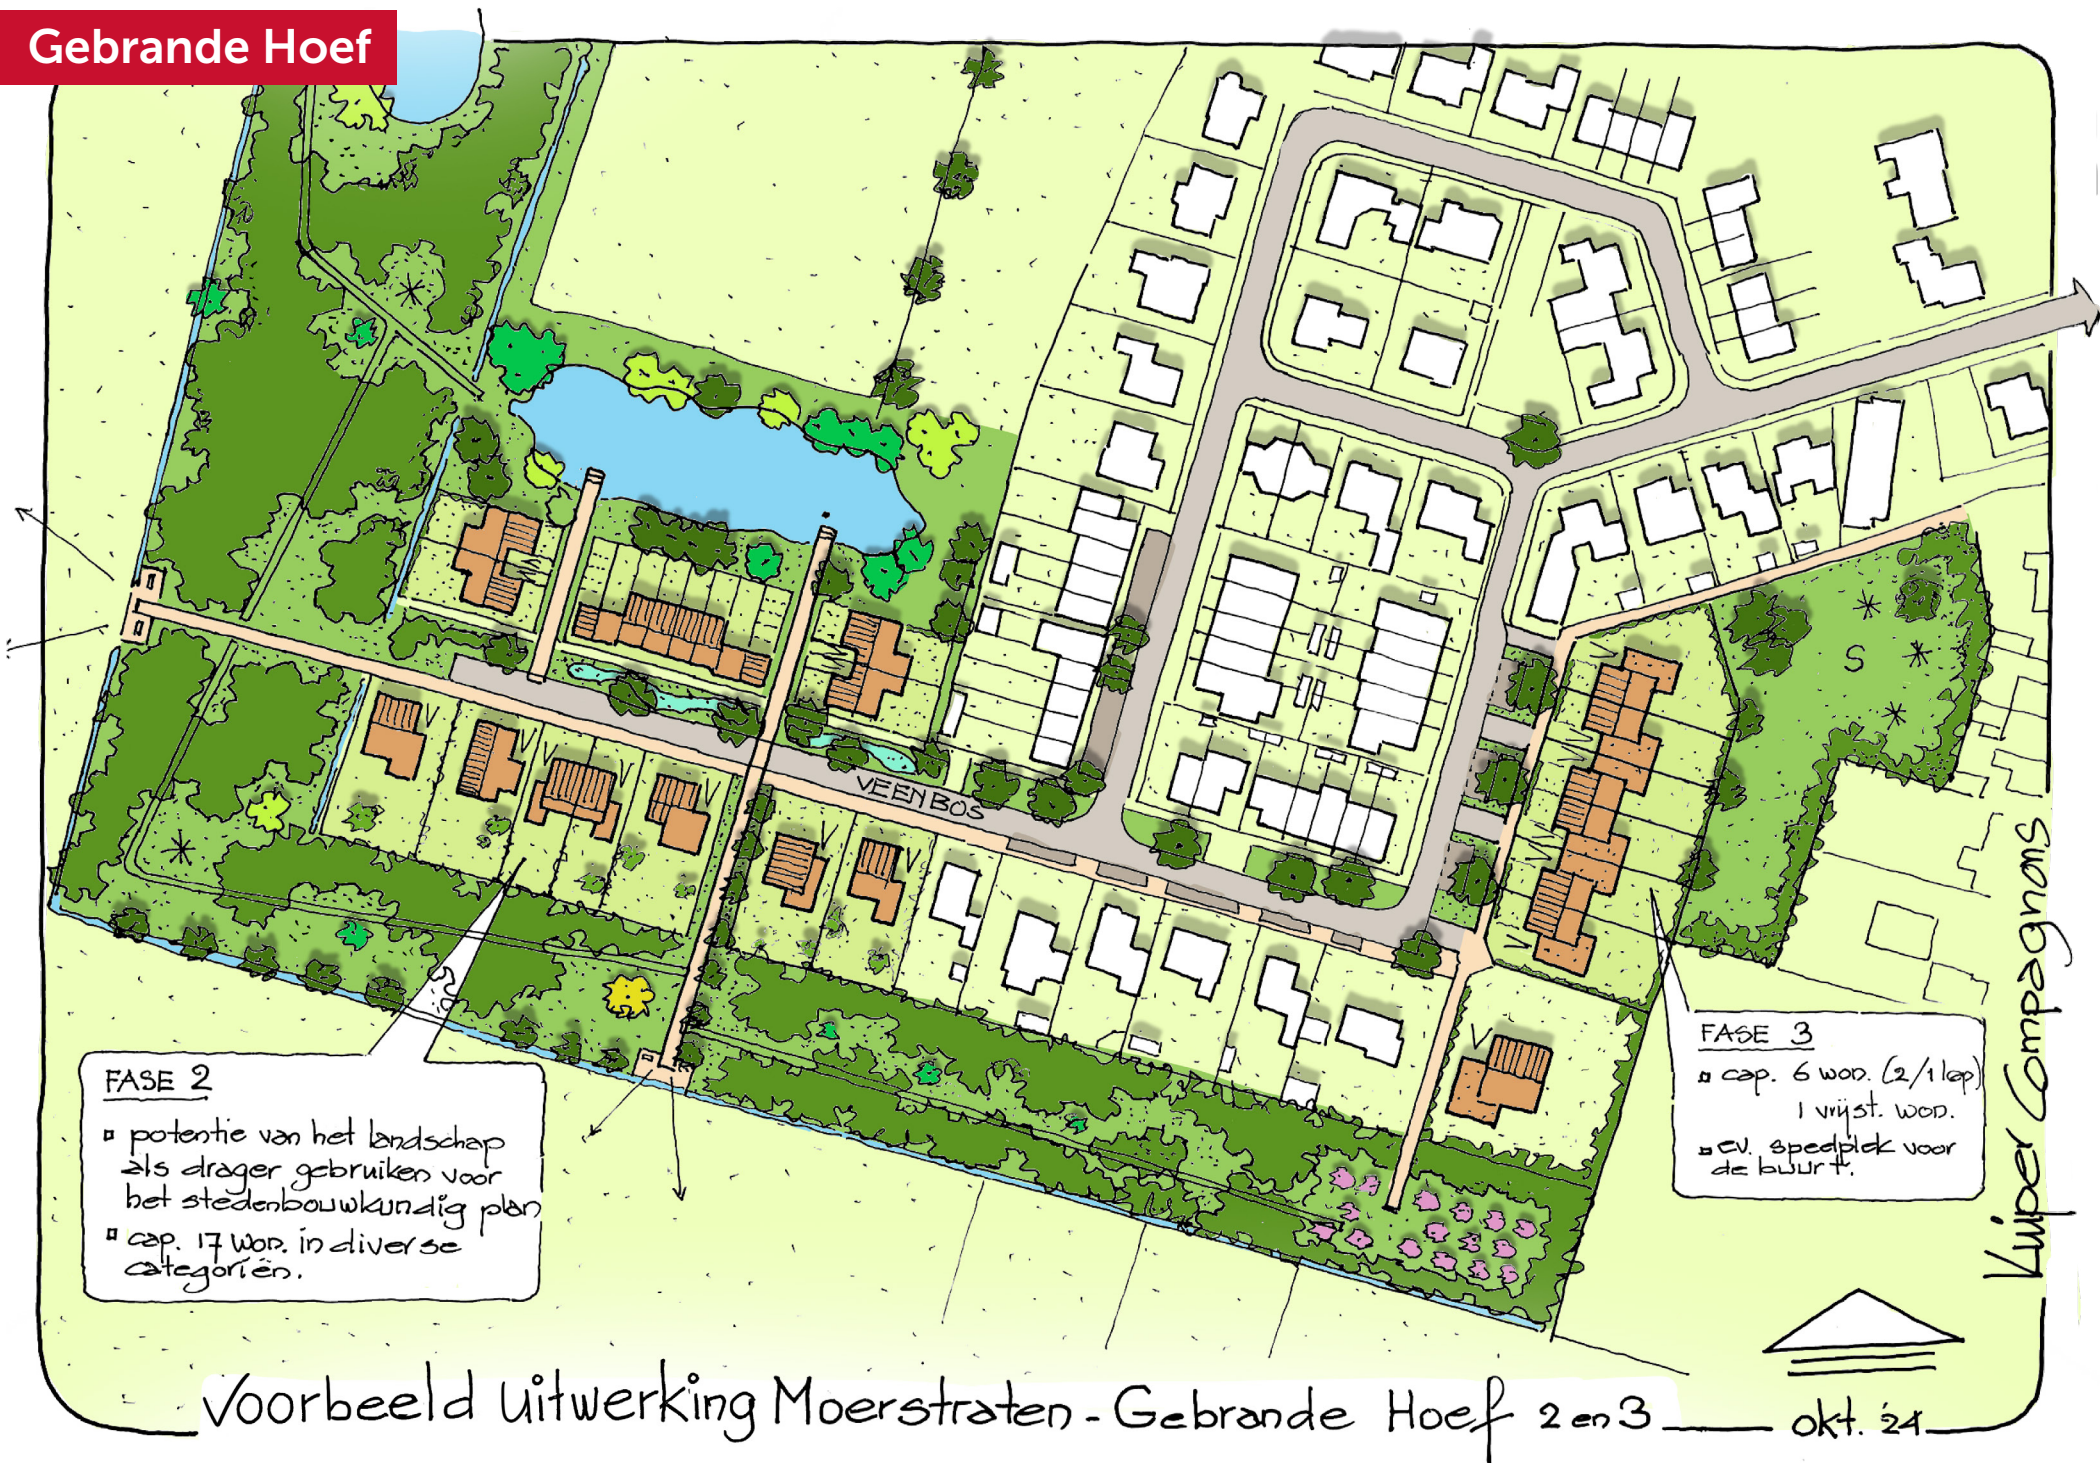 Gebrande Hoef
VEENBOS
S
FASE 2
potentie van het landschap
als drager gebruiken voor
het stedenbouwkundig plan
cap. 17 won. in diverse
categoriën.
FASE 3
cap. 6 won. (2/1 kap)
1 vrijst. won.
ev. speelplek voor
de buurt.
Kuiper Compagnons
Voorbeeld Uitwerking Moerstraten - Gebrande Hoef 2 en 3
okt. '24